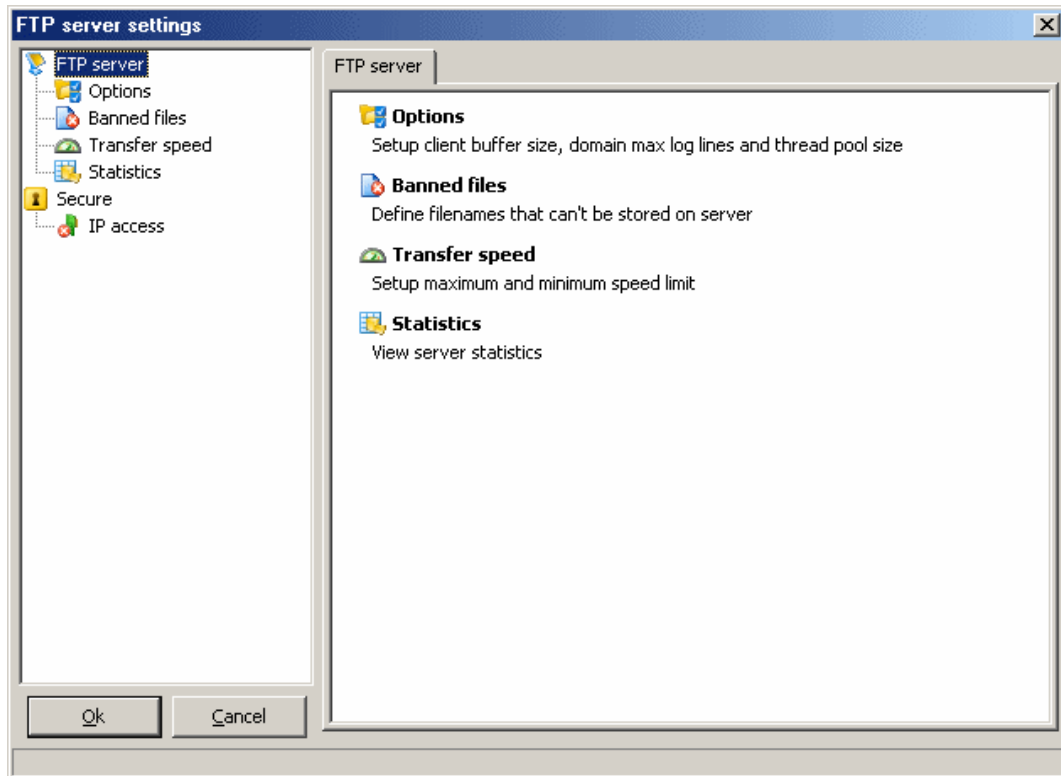 FTP server settings
FTP server
Options
Banned files
Transfer speed
Statistics
Secure
IP access
Ok
Cancel
FTP server
Options
Setup client buffer size, domain max log lines and thread pool size
Banned files
Define filenames that can't be stored on server
Transfer speed
Setup maximum and minimum speed limit
Statistics
View server statistics